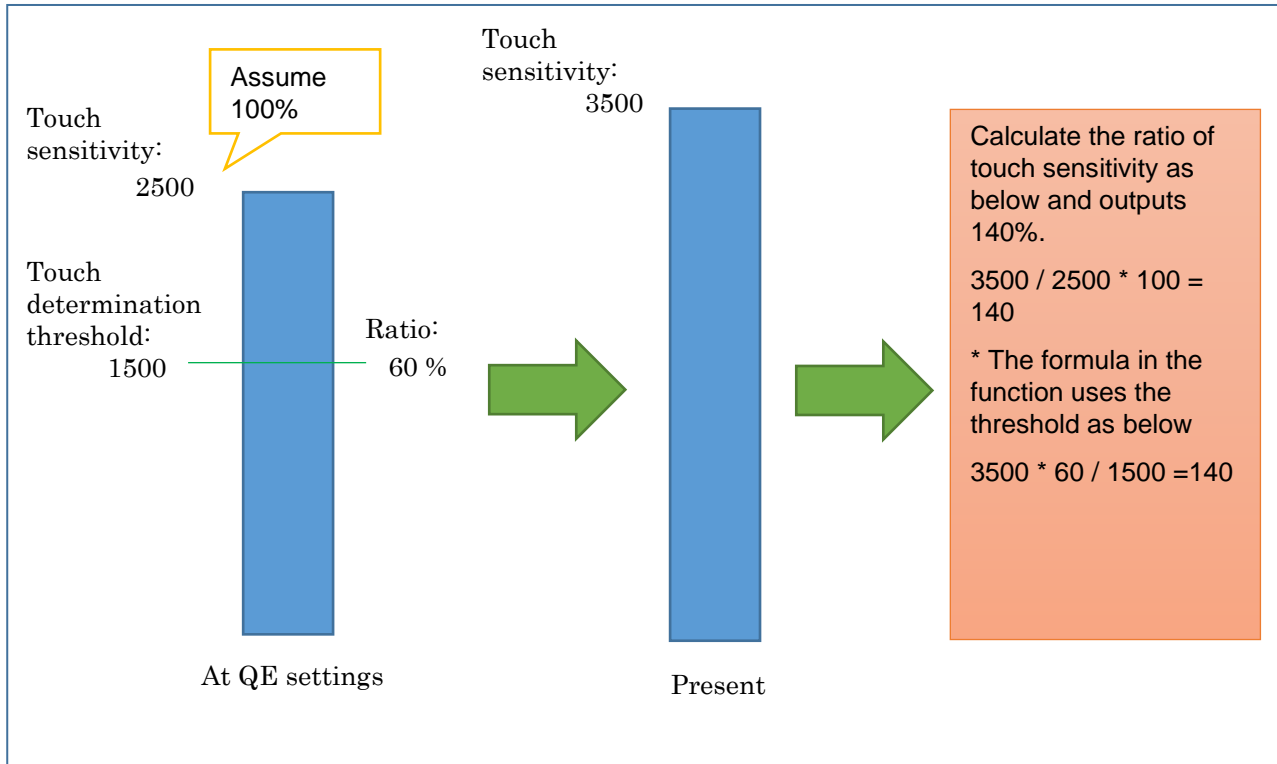 Assume
100%
Touch
sensitivity:
2500
Touch
determination
threshold:
1500
Ratio:
60 %
At QE settings
Touch
sensitivity:
3500
Present
Calculate the ratio of
touch sensitivity as
below and outputs
140%.
3500 / 2500 * 100 =
140
* The formula in the
function uses the
threshold as below
3500 * 60 / 1500 =140